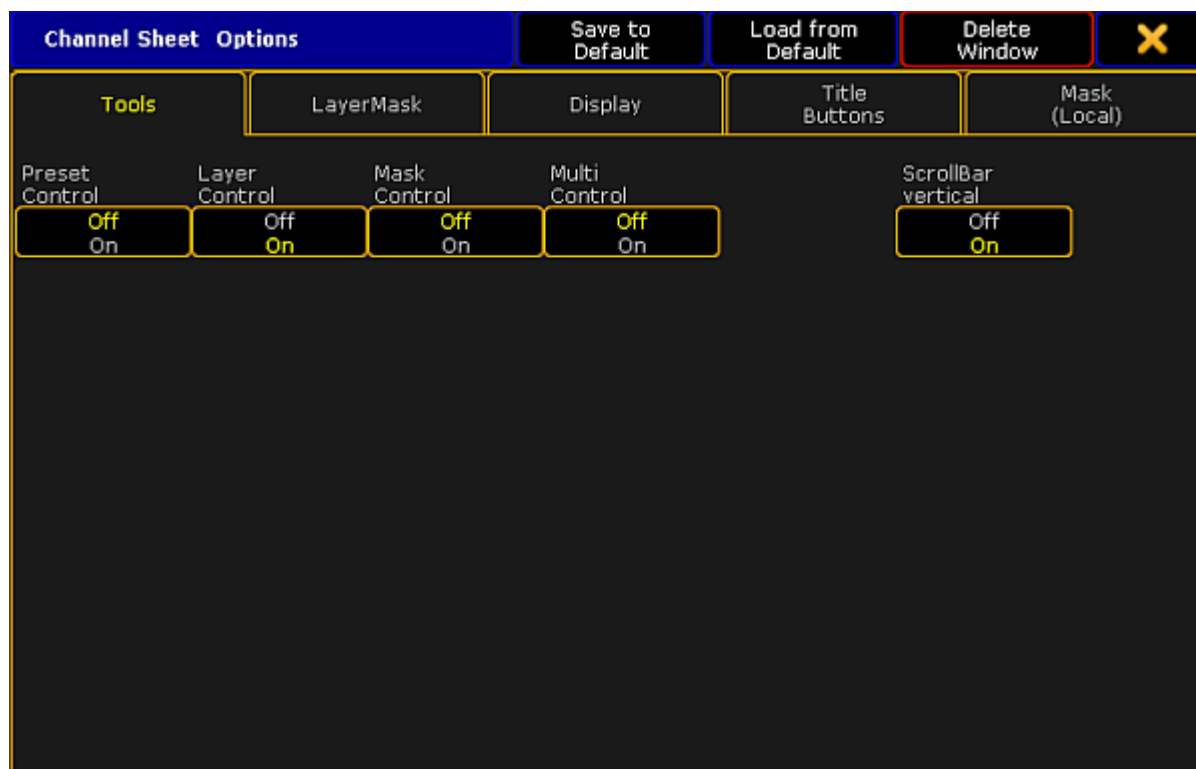 Channel Sheet Options
Save to
Default
Load from
Default
Delete
Window
Tools
LayerMask
Display
Title
Buttons
Mask
(Local)
Preset
Control
Off
On
Layer
Control
Off
On
Mask
Control
Off
On
Multi
Control
Off
On
ScrollBar
vertical
Off
On